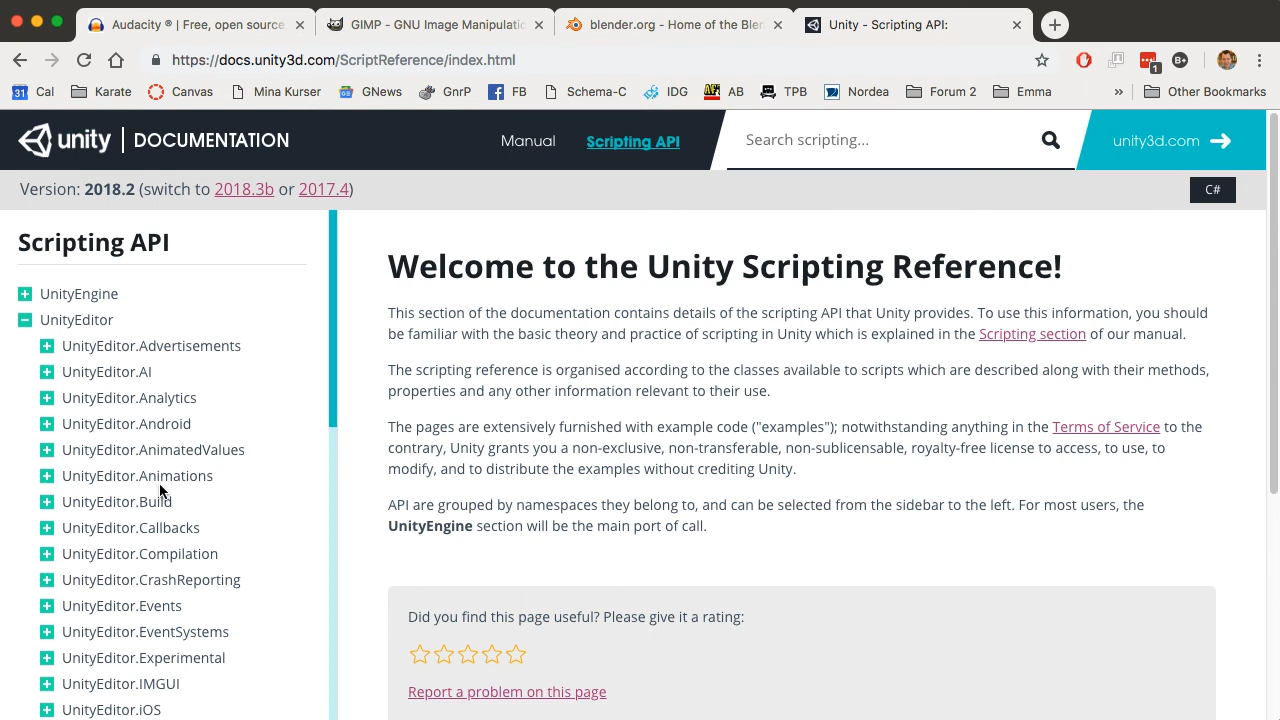 Audacity ® | Free, open source,
GIMP - GNU Image Manipulatio
blender.org - Home of the Blen
Unity - Scripting API:
https://docs.unity3d.com/ScriptReference/index.html
1
B+
31 Cal
Karate
Canvas
Mina Kurser
GNews
GnrP
FB
Schema-C
IDG
AB
TPB
Nordea
Forum 2
Emma
»
Other Bookmarks
unity
DOCUMENTATION
Manual
Scripting API
Search scripting...
unity3d.com
Version: 2018.2 (switch to 2018.3b or 2017.4)
C#
Scripting API
UnityEngine
UnityEditor
UnityEditor.Advertisements
UnityEditor.AI
UnityEditor.Analytics
UnityEditor.Android
UnityEditor.AnimatedValues
UnityEditor.Animations
UnityEditor.Build
UnityEditor.Callbacks
UnityEditor.Compilation
UnityEditor.CrashReporting
UnityEditor.Events
UnityEditor.EventSystems
UnityEditor.Experimental
UnityEditor.IMGUI
UnityEditor.iOS
Welcome to the Unity Scripting Reference!
This section of the documentation contains details of the scripting API that Unity provides. To use this information, you should
be familiar with the basic theory and practice of scripting in Unity which is explained in the Scripting section of our manual.
The scripting reference is organised according to the classes available to scripts which are described along with their methods,
properties and any other information relevant to their use.
The pages are extensively furnished with example code ("examples"); notwithstanding anything in the Terms of Service to the
contrary, Unity grants you a non-exclusive, non-transferable, non-sublicensable, royalty-free license to access, to use, to
modify, and to distribute the examples without crediting Unity.
API are grouped by namespaces they belong to, and can be selected from the sidebar to the left. For most users, the
UnityEngine section will be the main port of call.
Did you find this page useful? Please give it a rating:
Report a problem on this page